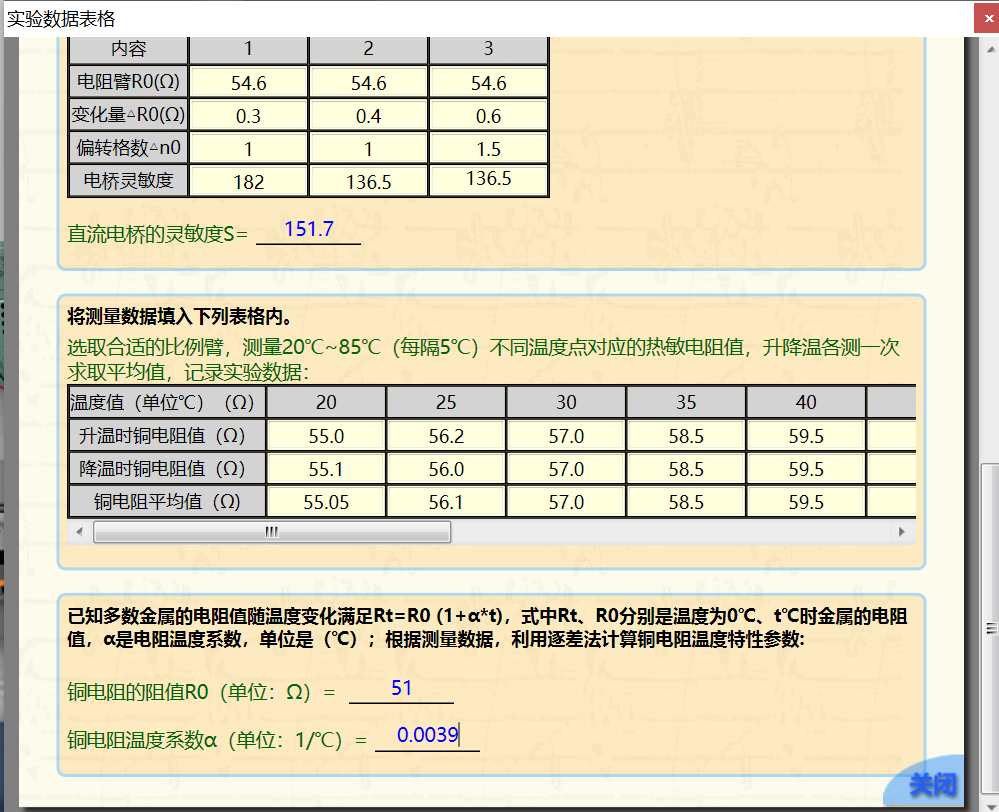 实验数据表格
内容 1 2 3
电阻臂R0(Ω) 54.6 54.6 54.6
变化量△R0(Ω) 0.3 0.4 0.6
偏转格数△n0 1 1 1.5
电桥灵敏度 182 136.5 136.5
直流电桥的灵敏度S= 151.7
将测量数据填入下列表格内。
选取合适的比例臂，测量20℃~85℃（每隔5℃）不同温度点对应的热敏电阻值，升降温各测一次
求取平均值，记录实验数据：
温度值（单位℃）（Ω） 20 25 30 35 40
升温时铜电阻值（Ω） 55.0 56.2 57.0 58.5 59.5
降温时铜电阻值（Ω） 55.1 56.0 57.0 58.5 59.5
铜电阻平均值（Ω) 55.05 56.1 57.0 58.5 59.5
已知多数金属的电阻值随温度变化满足Rt=R0 (1+α*t)，式中Rt、R0分别是温度为0℃、t℃时金属的电阻
值，α是电阻温度系数，单位是（℃）；根据测量数据，利用逐差法计算铜电阻温度特性参数:
铜电阻的阻值R0（单位：Ω）= 51
铜电阻温度系数α（单位：1/℃）= 0.0039
关闭